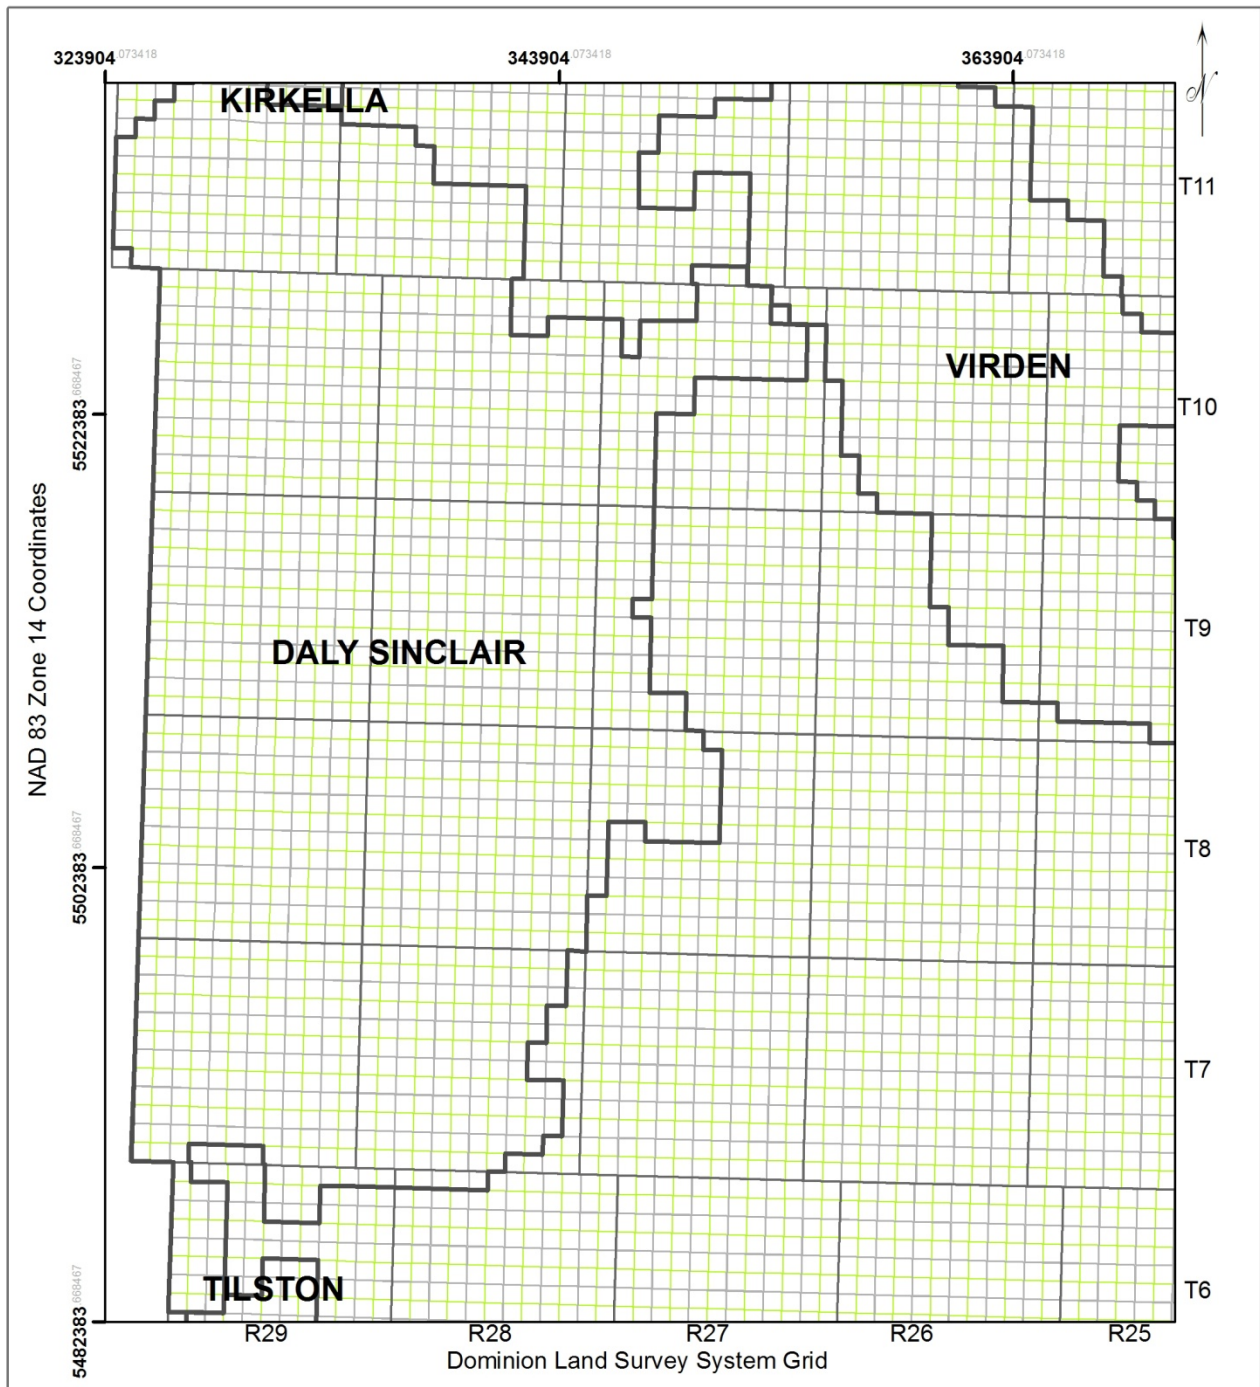 323904.073418
343904.073418
363904.073418
N
KIRKELLA
T11
VIRDEN
5522383.668467
T10
NAD 83 Zone 14 Coordinates
T9
DALY SINCLAIR
T8
5502383.668467
T7
TILSTON
T6
5482383.668467
R29
R28
R27
R26
R25
Dominion Land Survey System Grid